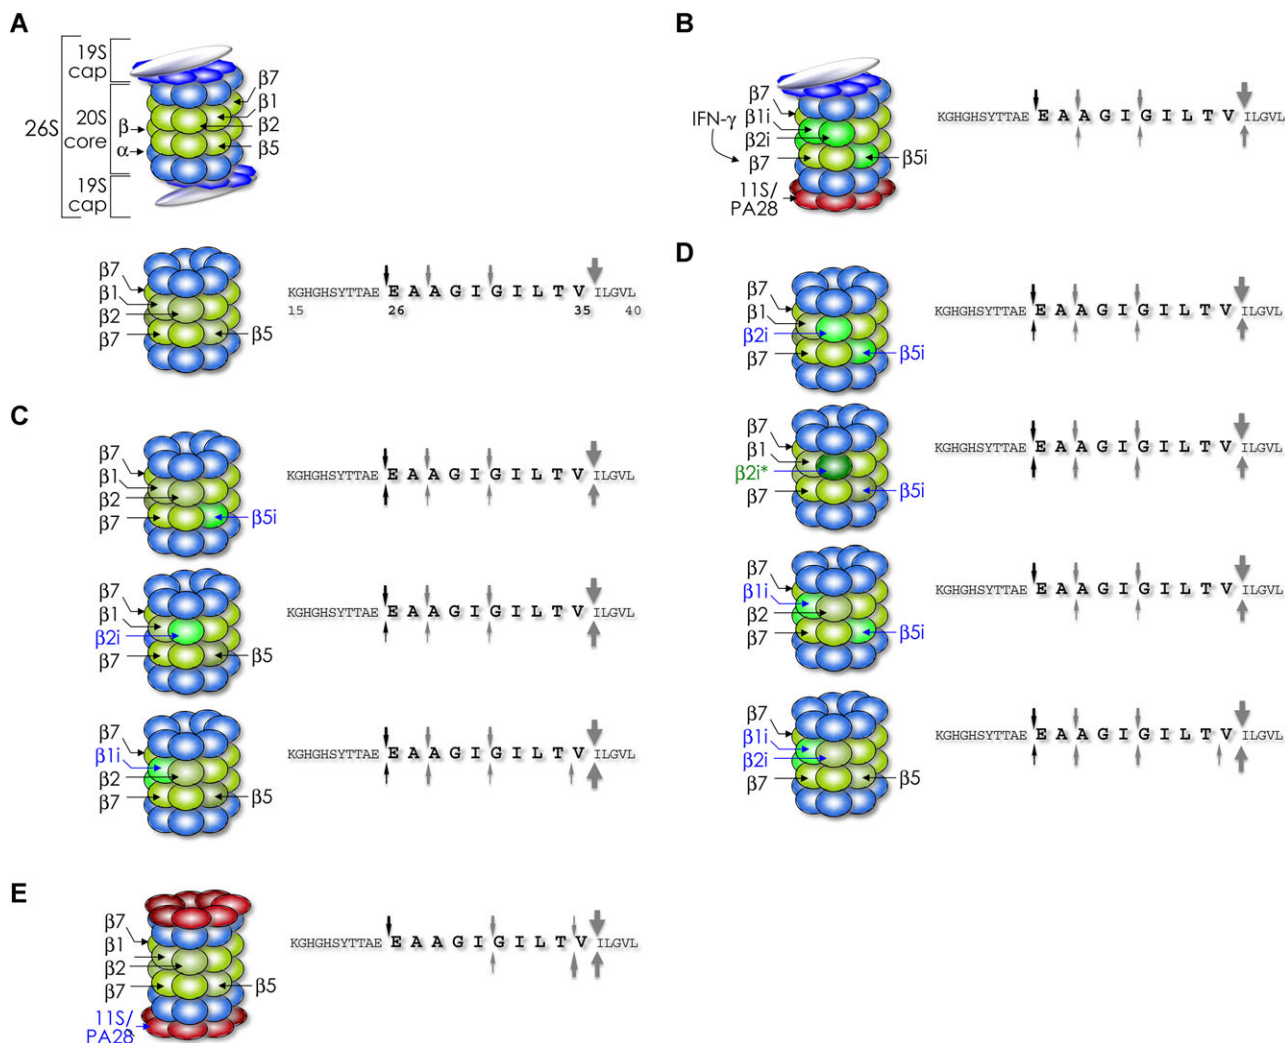 A
19S
cap
26S
20S
core
β
α
19S
cap
β7
β1
β2
β5
β7
β1
β2
β7
β5
KGHGHSYTTAE E A A G I G I L T V ILGVL
15 26 35 40
B
IFN-γ
β7
β1i
β2i
β7
β5i
11S/
PA28
KGHGHSYTTAE E A A G I G I L T V ILGVL
C
β7
β1
β2
β7
β5i
KGHGHSYTTAE E A A G I G I L T V ILGVL
β7
β1
β2i
β7
β5
KGHGHSYTTAE E A A G I G I L T V ILGVL
β7
β1i
β2
β7
β5
KGHGHSYTTAE E A A G I G I L T V ILGVL
D
β7
β1
β2i
β7
β5i
KGHGHSYTTAE E A A G I G I L T V ILGVL
β7
β1
β2i*
β7
β5i
KGHGHSYTTAE E A A G I G I L T V ILGVL
β7
β1i
β2
β7
β5i
KGHGHSYTTAE E A A G I G I L T V ILGVL
β7
β1i
β2i
β7
β5
KGHGHSYTTAE E A A G I G I L T V ILGVL
E
β7
β1
β2
β7
β5
11S/
PA28
KGHGHSYTTAE E A A G I G I L T V ILGVL